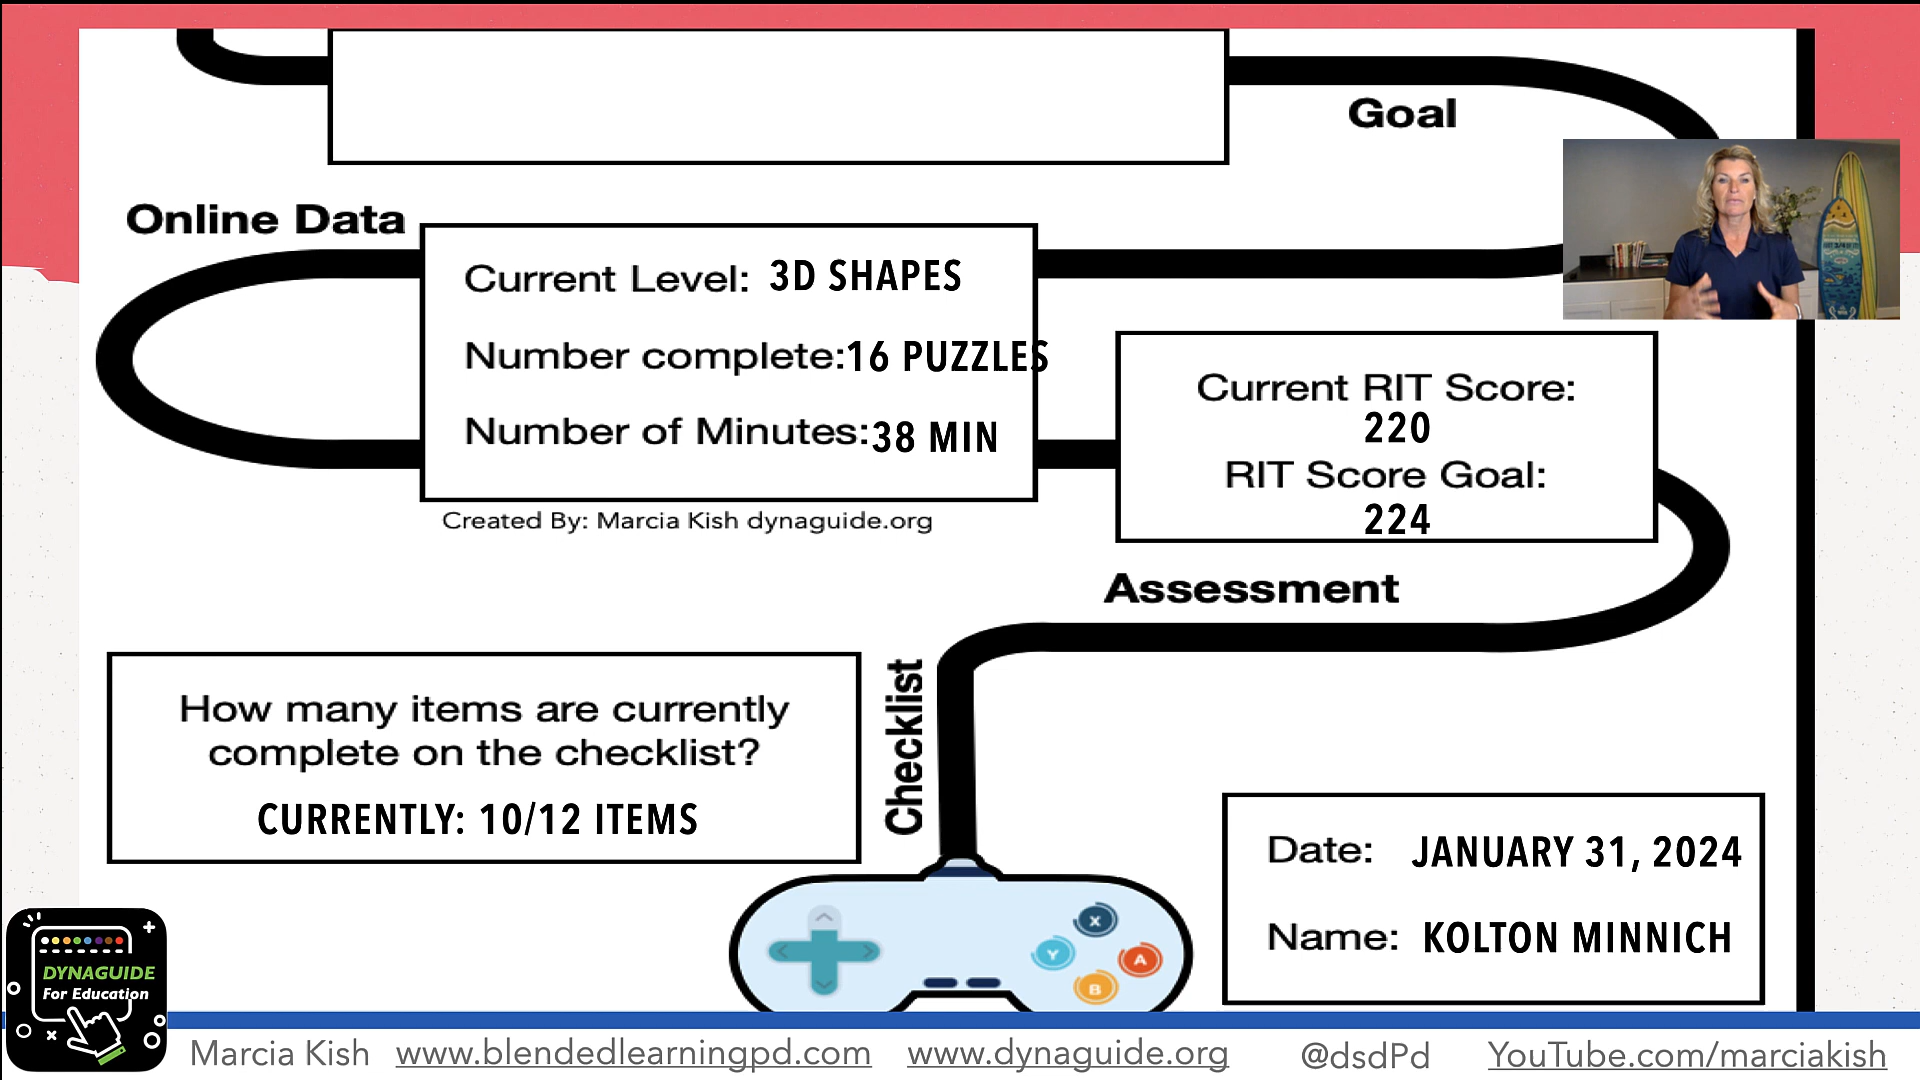 Goal
Online Data
Current Level: 3D SHAPES
Number complete: 16 PUZZLES
Number of Minutes: 38 MIN
Created By: Marcia Kish dynaguide.org
Current RIT Score:
220
RIT Score Goal:
224
Assessment
Checklist
How many items are currently
complete on the checklist?
CURRENTLY: 10/12 ITEMS
Date: JANUARY 31, 2024
Name: KOLTON MINNICH
X
Y
A
B
DYNAGUIDE
For Education
Marcia Kish www.blendedlearningpd.com www.dynaguide.org @dsdPd YouTube.com/marciakish